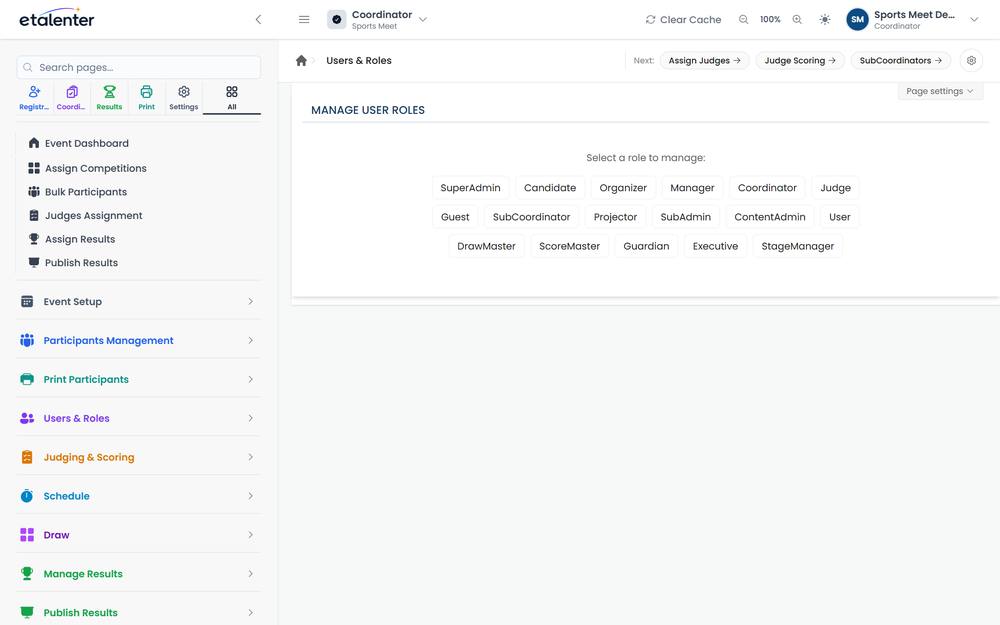 etalenter
Coordinator
Sports Meet
Clear Cache
100%
SM
Sports Meet De...
Coordinator
Search pages...
Registr...
Coordi...
Results
Print
Settings
All
Users & Roles
Next:
Assign Judges →
Judge Scoring →
SubCoordinators →
Page settings
Event Dashboard
Assign Competitions
Bulk Participants
Judges Assignment
Assign Results
Publish Results
Event Setup
Participants Management
Print Participants
Users & Roles
Judging & Scoring
Schedule
Draw
Manage Results
Publish Results
MANAGE USER ROLES
Select a role to manage:
SuperAdmin Candidate Organizer Manager Coordinator Judge
Guest SubCoordinator Projector SubAdmin ContentAdmin User
DrawMaster ScoreMaster Guardian Executive StageManager